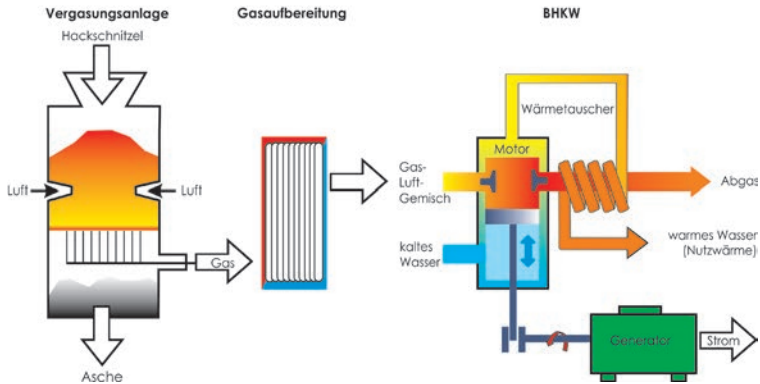 Vergasungsanlage
Hackschnitzel
Luft
Luft
Gas
Asche
Gasaufbereitung
BHKW
Wärmetauscher
Motor
Gas-
Luft-
Gemisch
kaltes
Wasser
Abgas
warmes Wasser
(Nutzwärme)
Generator
Strom